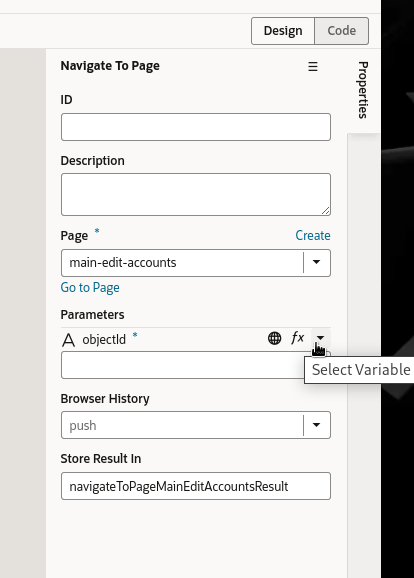 Design Code
Navigate To Page
Properties
ID
Description
Page * Create
main-edit-accounts
Go to Page
Parameters
A objectId * fx
Select Variable
Browser History
push
Store Result In
navigateToPageMainEditAccountsResult